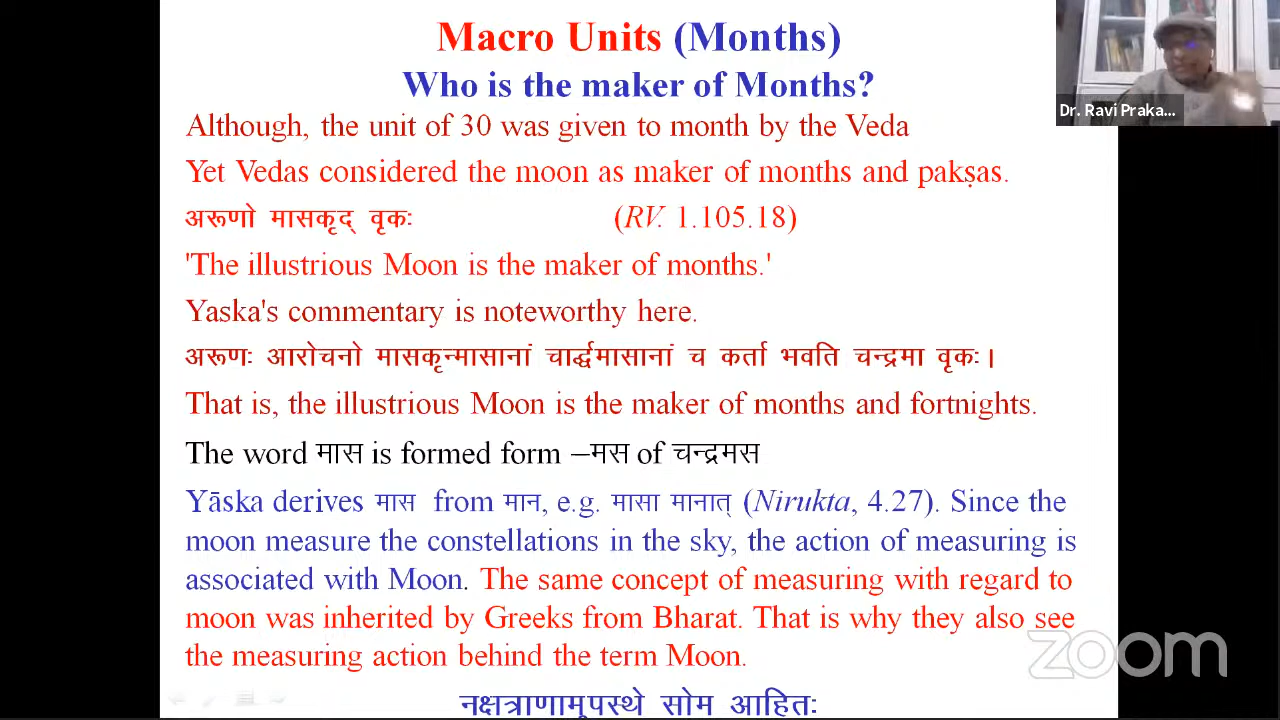 Macro Units (Months)
Who is the maker of Months?
Dr. Ravi Praka...
Although, the unit of 30 was given to month by the Veda
Yet Vedas considered the moon as maker of months and pakṣas.
अरूणो मासकृद् वृकः (RV. 1.105.18)
'The illustrious Moon is the maker of months.'
Yaska's commentary is noteworthy here.
अरूणः आरोचनो मासकृन्मासानां चार्द्धमासानां च कर्ता भवति चन्द्रमा वृकः।
That is, the illustrious Moon is the maker of months and fortnights.
The word मास is formed form –मस of चन्द्रमस
Yāska derives मास from मान, e.g. मासा मानात् (Nirukta, 4.27). Since the
moon measure the constellations in the sky, the action of measuring is
associated with Moon. The same concept of measuring with regard to
moon was inherited by Greeks from Bharat. That is why they also see
the measuring action behind the term Moon.
zoom
नक्षत्राणामूपस्थे सोम आहितः